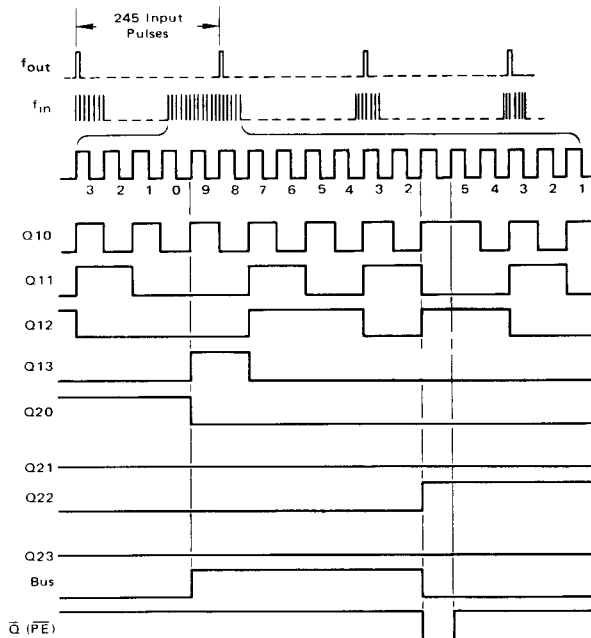 245 Input
Pulses
fout
fin
3 2 1 0 9 8 7 6 5 4 3 2 5 4 3 2 1
Q10
Q11
Q12
Q13
Q20
Q21
Q22
Q23
Bus
Q̅ (P̅E̅)